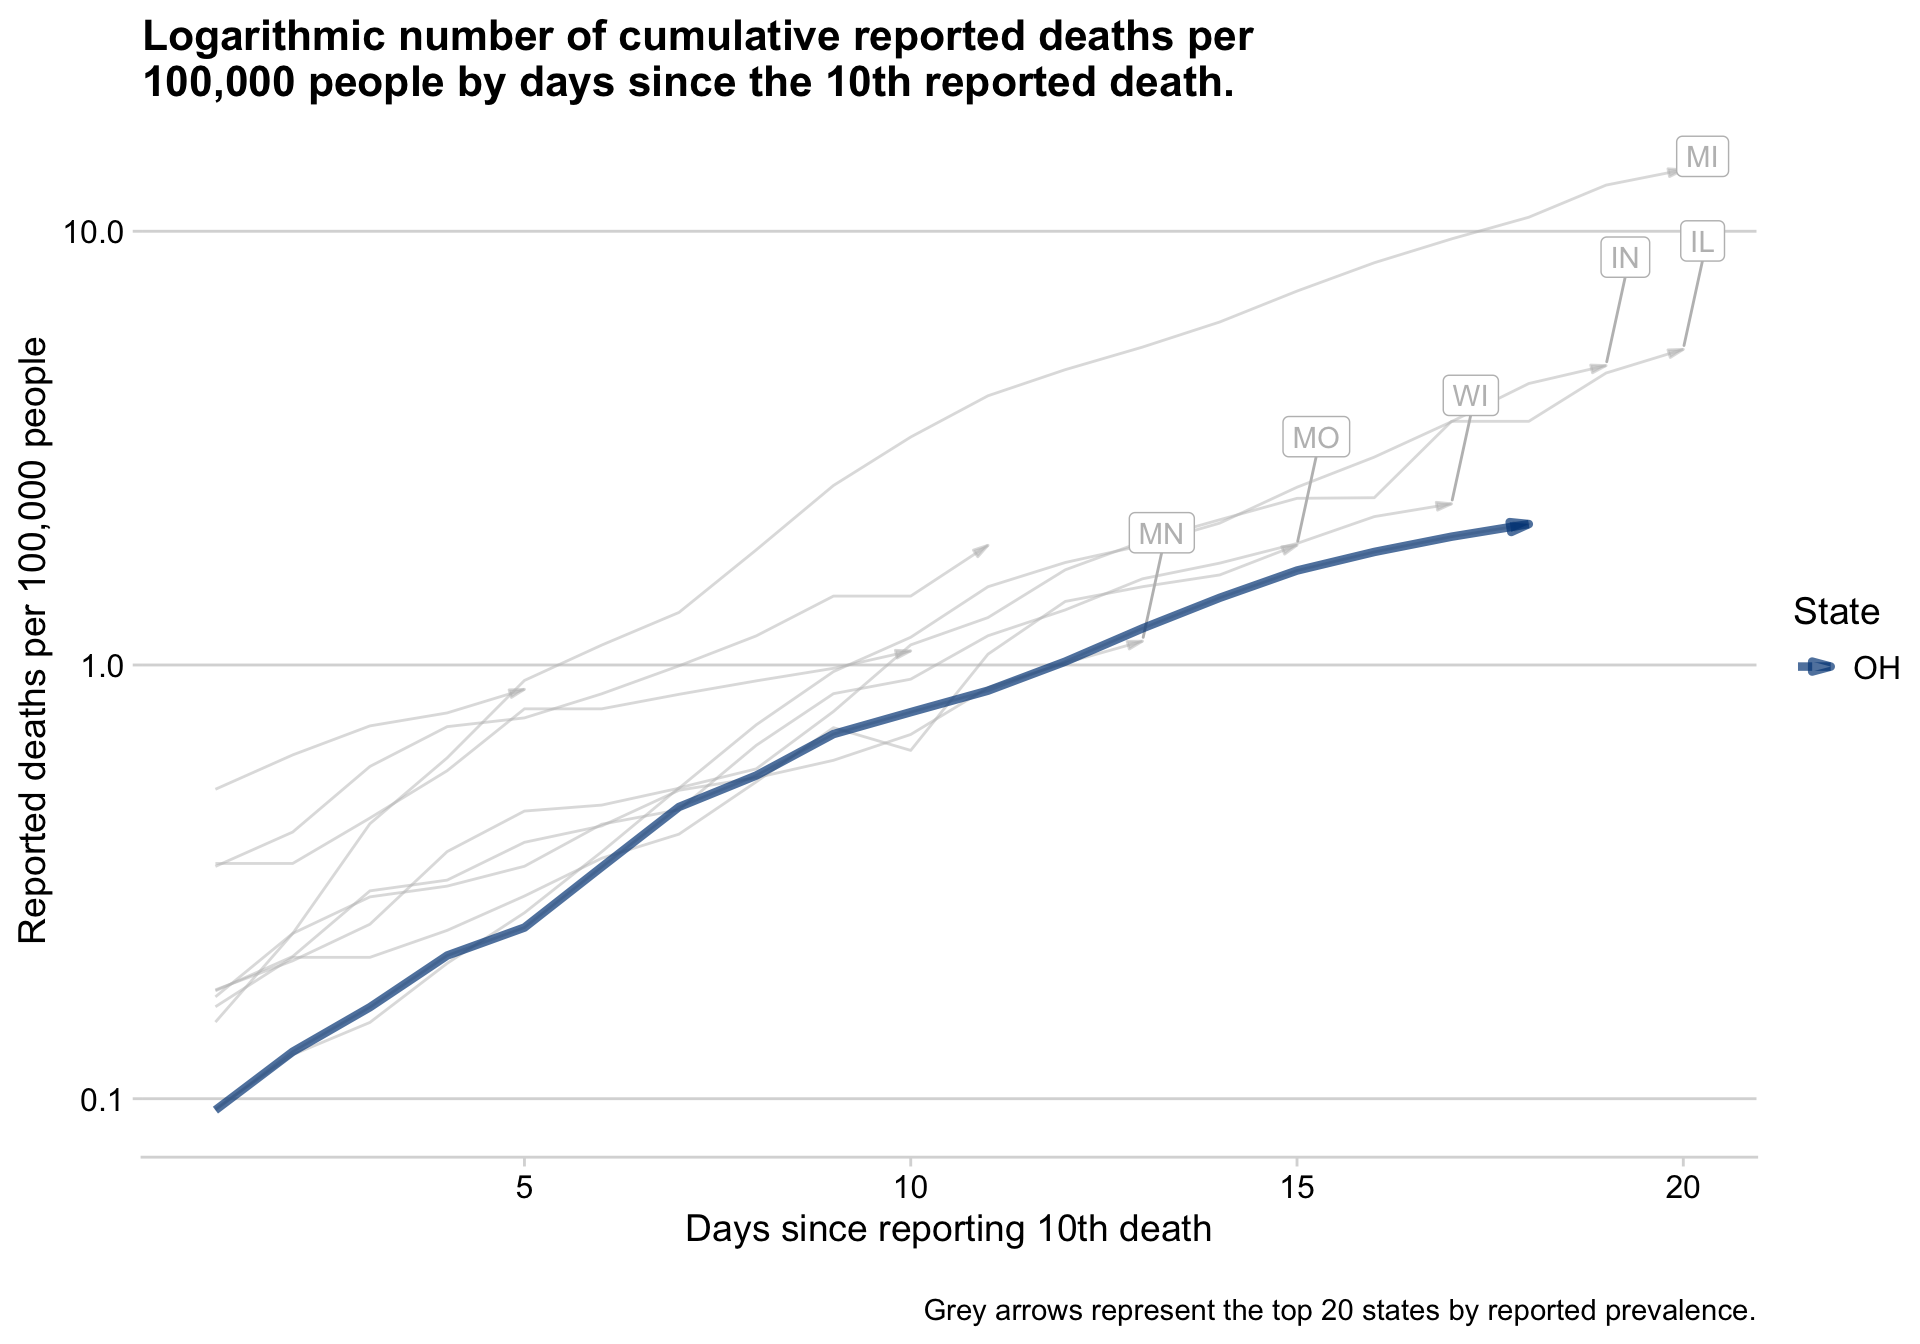 Logarithmic number of cumulative reported deaths per
100,000 people by days since the 10th reported death.
MI
10.0
IL
IN
WI
MO
MN
Reported deaths per 100,000 people
State
OH
1.0
0.1
5
10
15
20
Days since reporting 10th death
Grey arrows represent the top 20 states by reported prevalence.